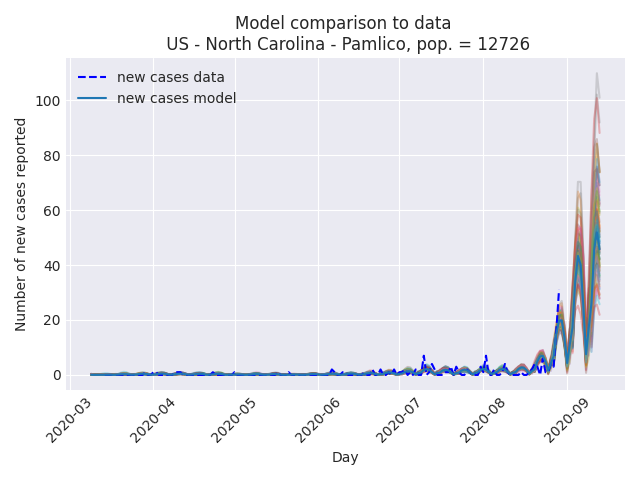 Model comparison to data
US - North Carolina - Pamlico, pop. = 12726
new cases data
new cases model
Number of new cases reported
100
80
60
40
20
0
2020-03
2020-04
2020-05
2020-06
2020-07
2020-08
2020-09
Day